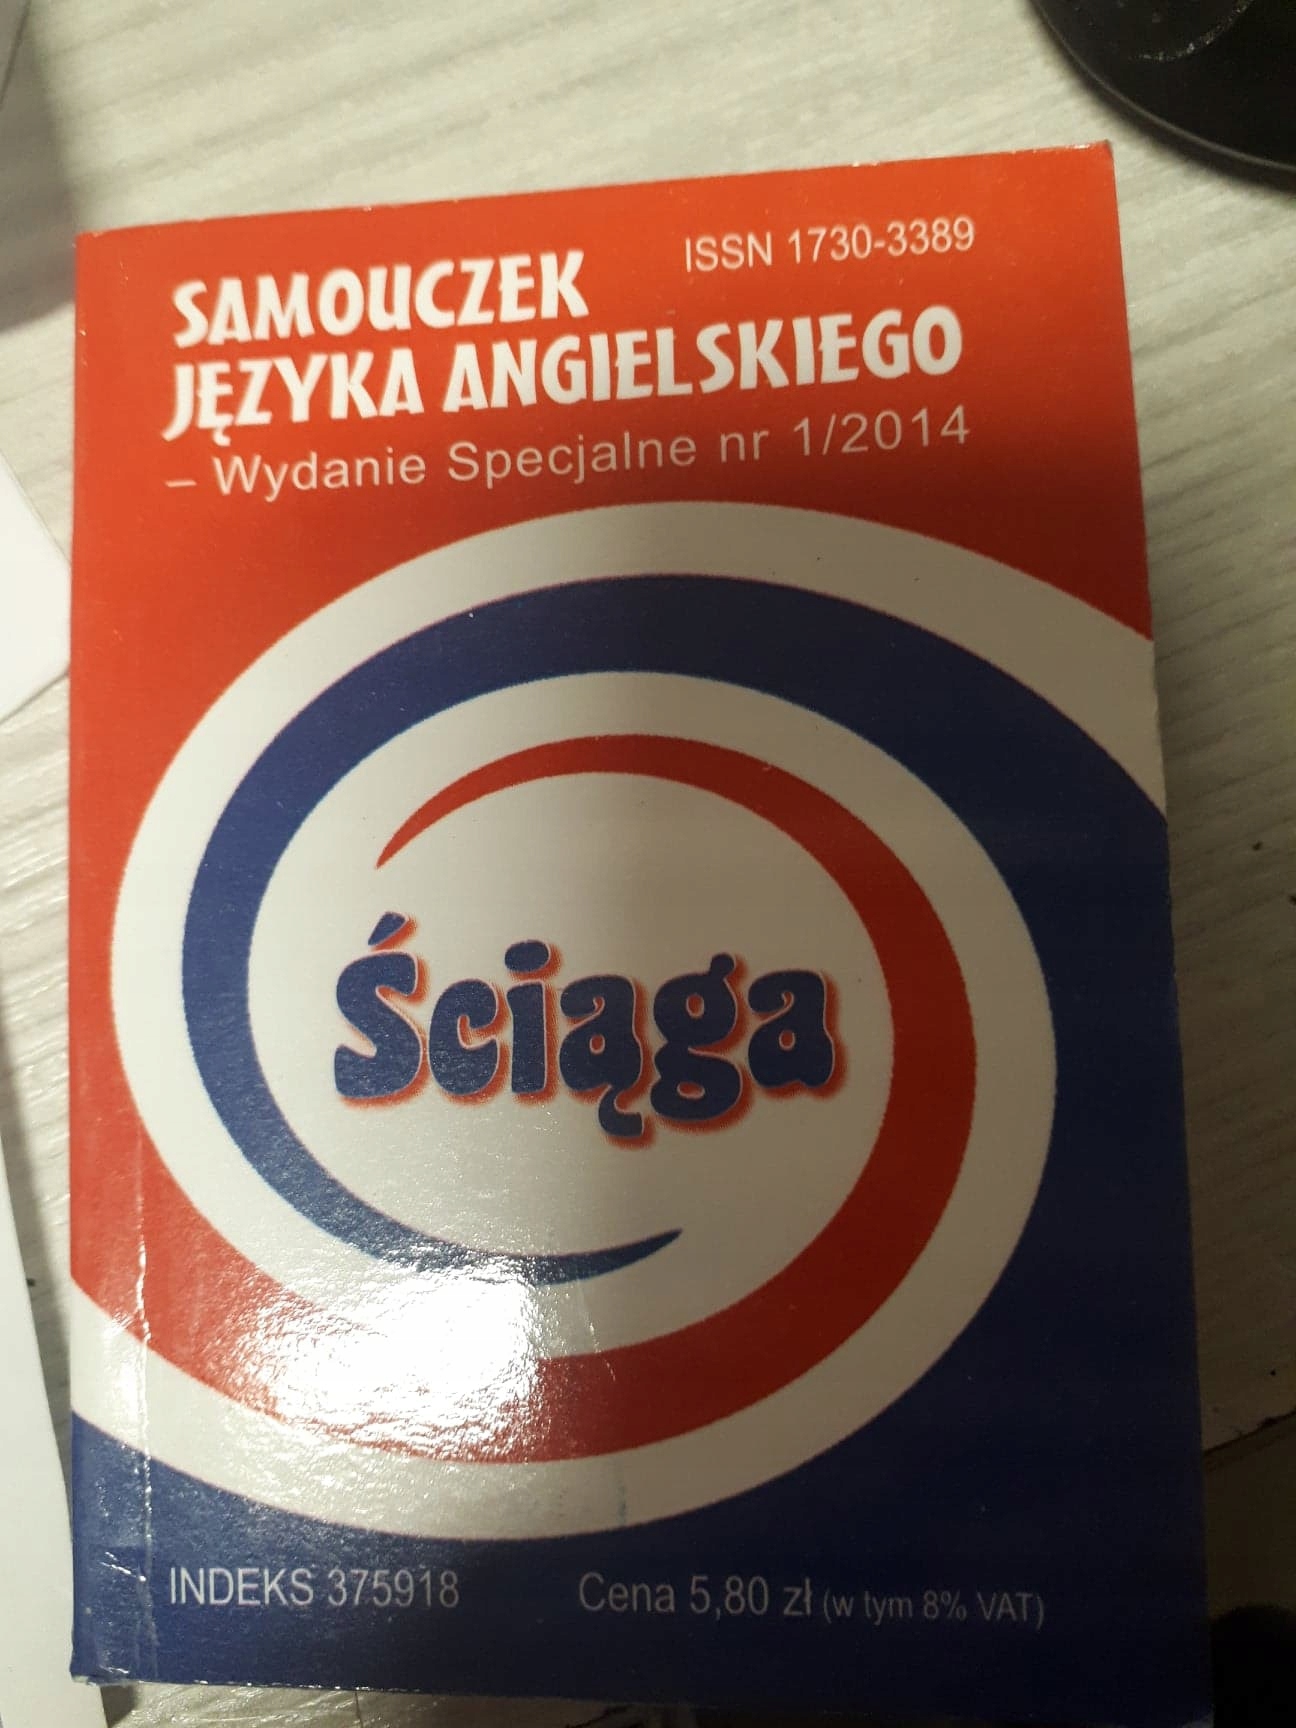 ISSN 1730-3389
SAMOUCZEK
JĘZYKA ANGIELSKIEGO
– Wydanie Specjalne nr 1/2014
Ściąga
INDEKS 375918
Cena 5,80 zł (w tym 8% VAT)